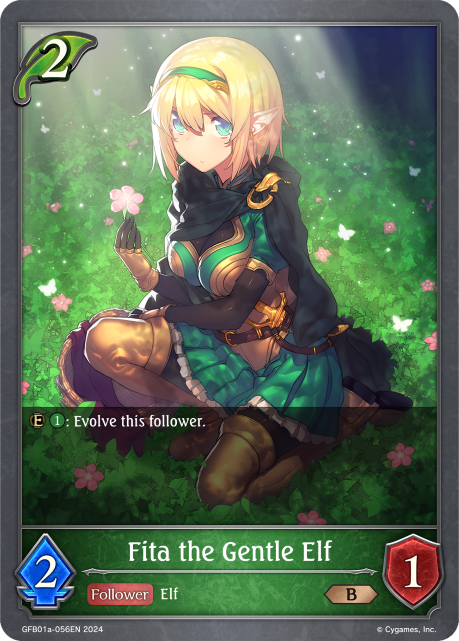 2
E 1 : Evolve this follower.
Fita the Gentle Elf
2
Follower Elf
B
1
GFB01a-056EN 2024
© Cygames, Inc.